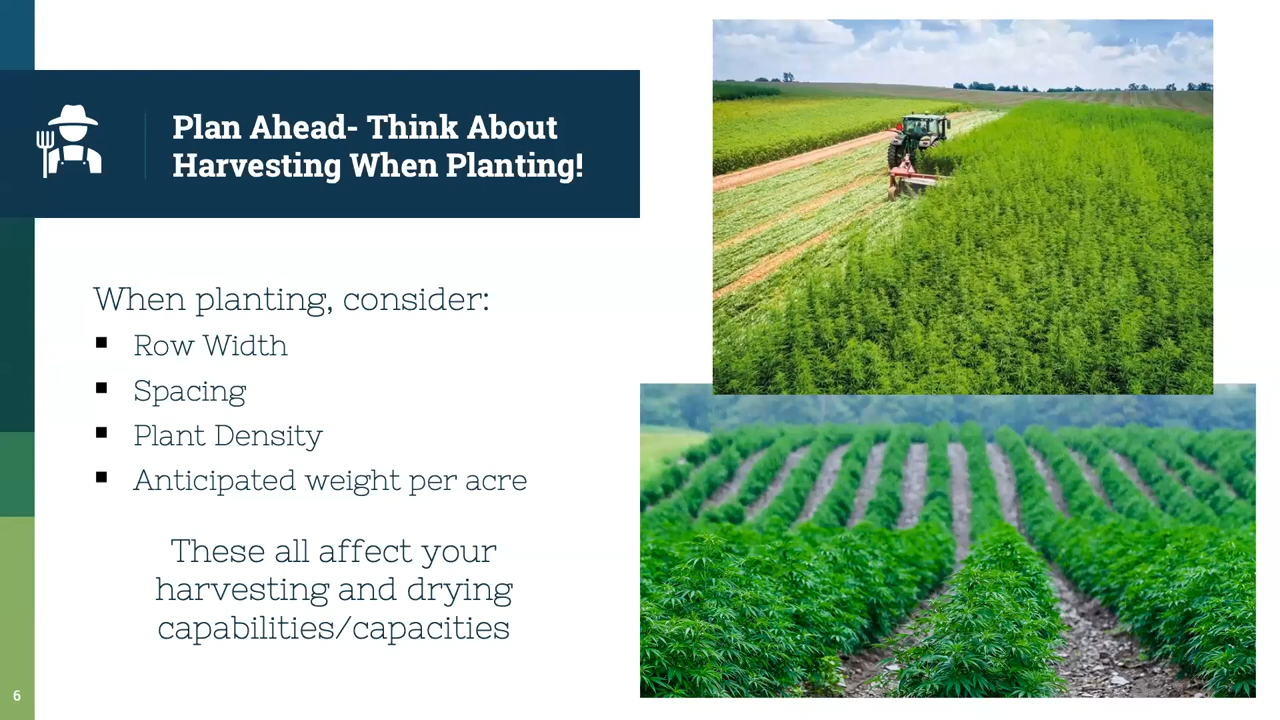 Plan Ahead- Think About
Harvesting When Planting!
When planting, consider:
▪ Row Width
▪ Spacing
▪ Plant Density
▪ Anticipated weight per acre
These all affect your
harvesting and drying
capabilities/capacities
6